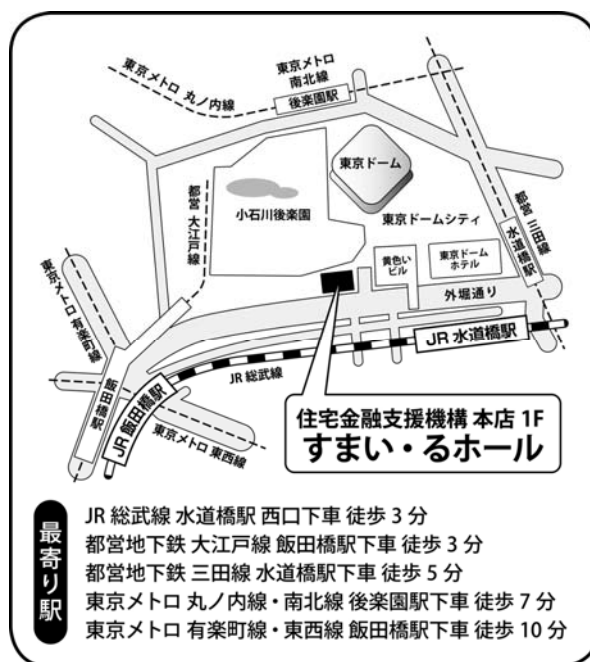 東京メトロ 丸ノ内線
東京メトロ
南北線
後楽園駅
東京ドーム
都営 大江戸線
小石川後楽園
東京ドームシティ
都営 三田線
水道橋駅
黄色い
ビル
東京ドーム
ホテル
東京メトロ 有楽町線
外堀通り
JR 水道橋駅
JR 総武線
飯田橋駅
JR 飯田橋駅
東京メトロ 東西線
住宅金融支援機構 本店 1F
すまい・るホール
最寄り駅
JR 総武線 水道橋駅 西口下車 徒歩 3 分
都営地下鉄 大江戸線 飯田橋駅下車 徒歩 3 分
都営地下鉄 三田線 水道橋駅下車 徒歩 5 分
東京メトロ 丸ノ内線・南北線 後楽園駅下車 徒歩 7 分
東京メトロ 有楽町線・東西線 飯田橋駅下車 徒歩 10 分